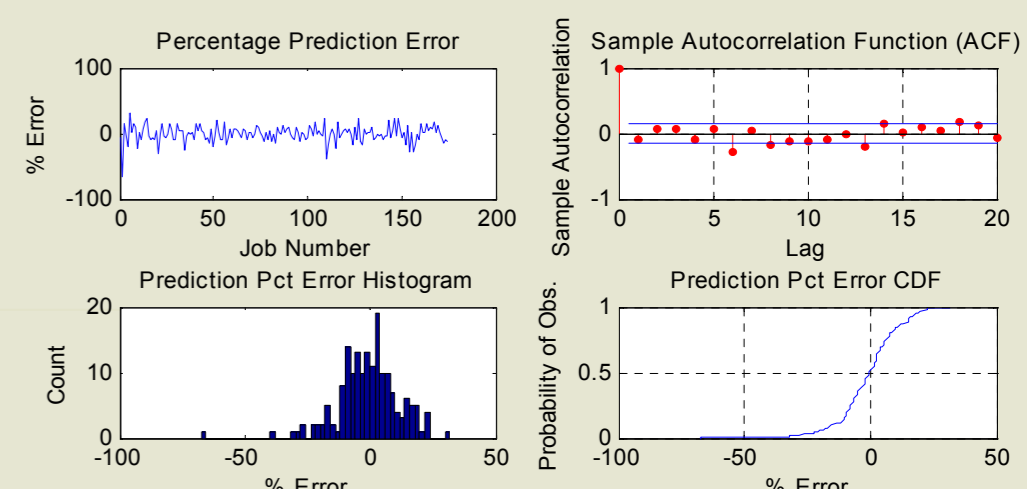 Percentage Prediction Error
100
0
-100
% Error
0 50 100 150 200
Job Number
Sample Autocorrelation Function (ACF)
1
0
-1
Sample Autocorrelation
0 5 10 15 20
Lag
Prediction Pct Error Histogram
20
10
0
Count
-100 -50 0 50
% Error
Prediction Pct Error CDF
1
0.5
0
Probability of Obs.
-100 -50 0 50
% Error